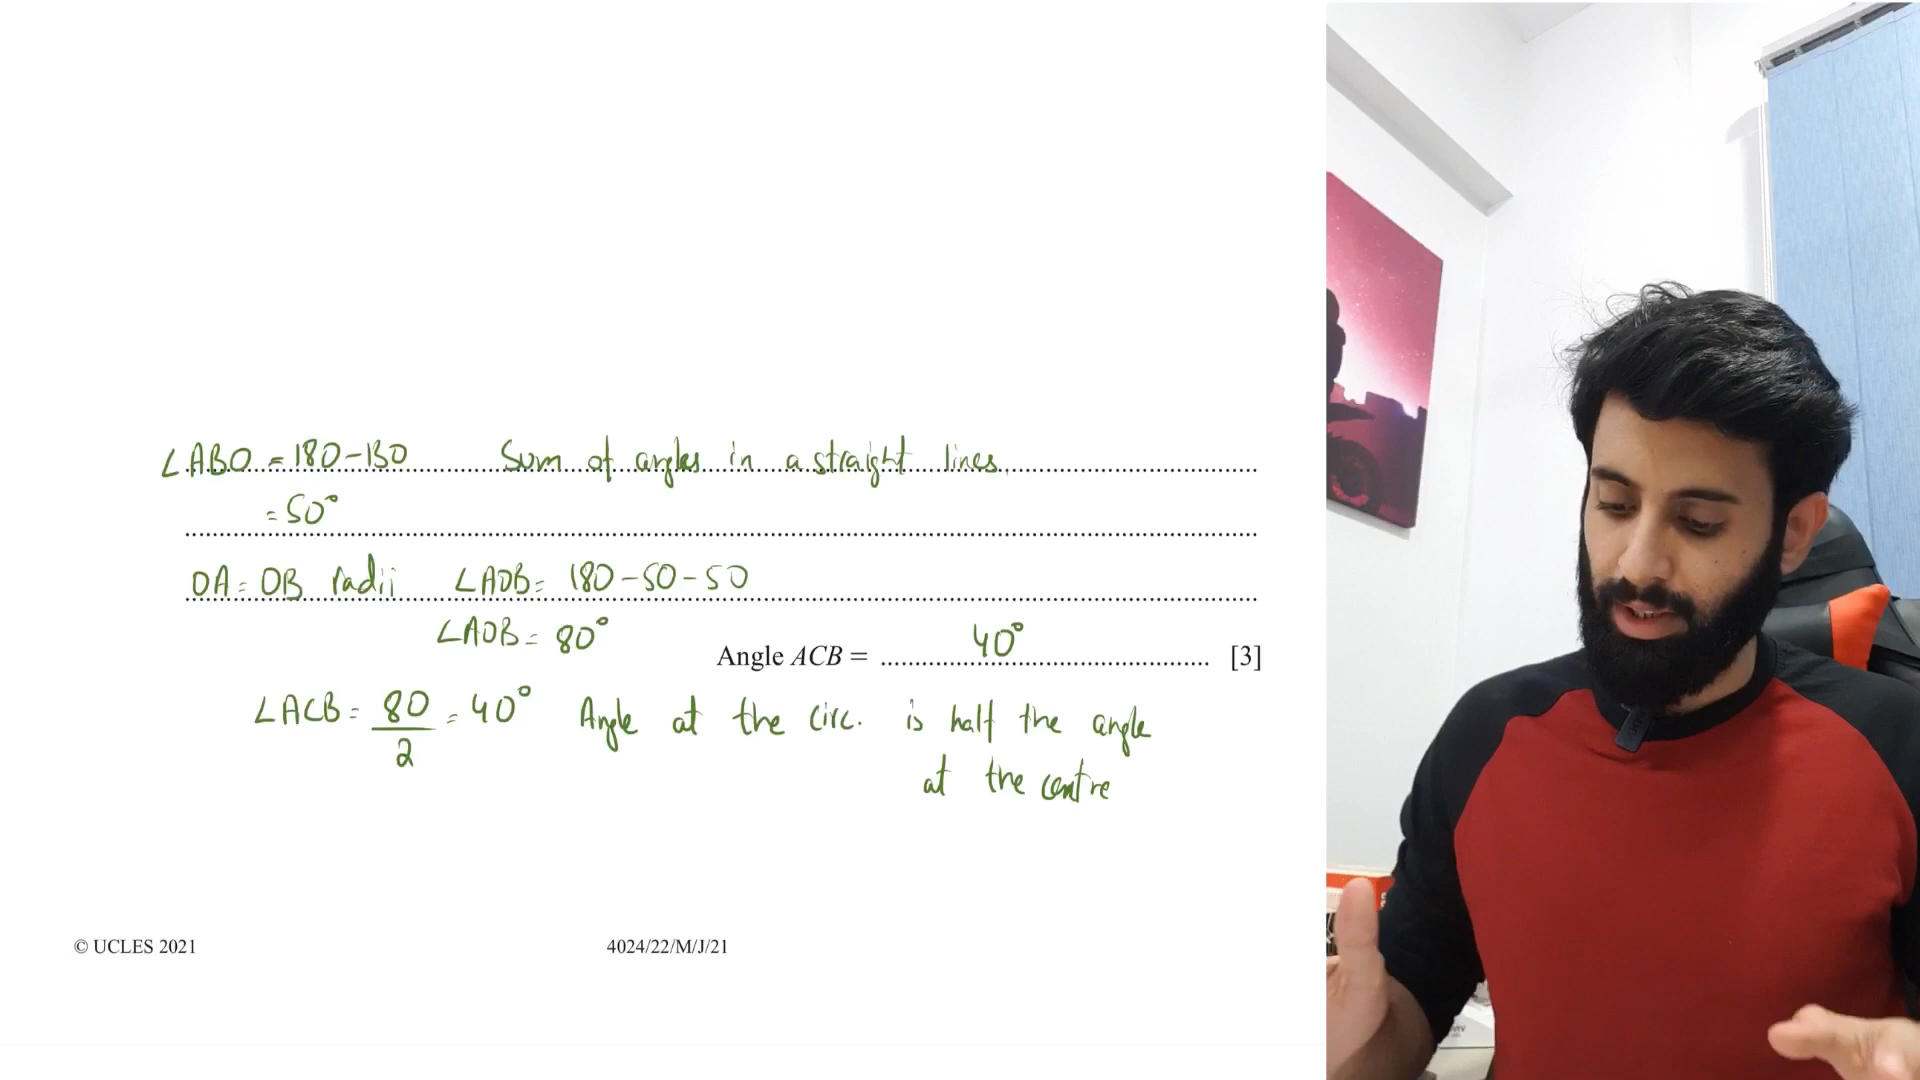 ∠ABO = 180-130 Sum of angles in a straight lines
= 50°
OA = OB radii ∠AOB = 180-50-50
∠AOB = 80°
Angle ACB = 40° [3]
∠ACB = 80/2 = 40° Angle at the circ. is half the angle
at the centre
© UCLES 2021 4024/22/M/J/21